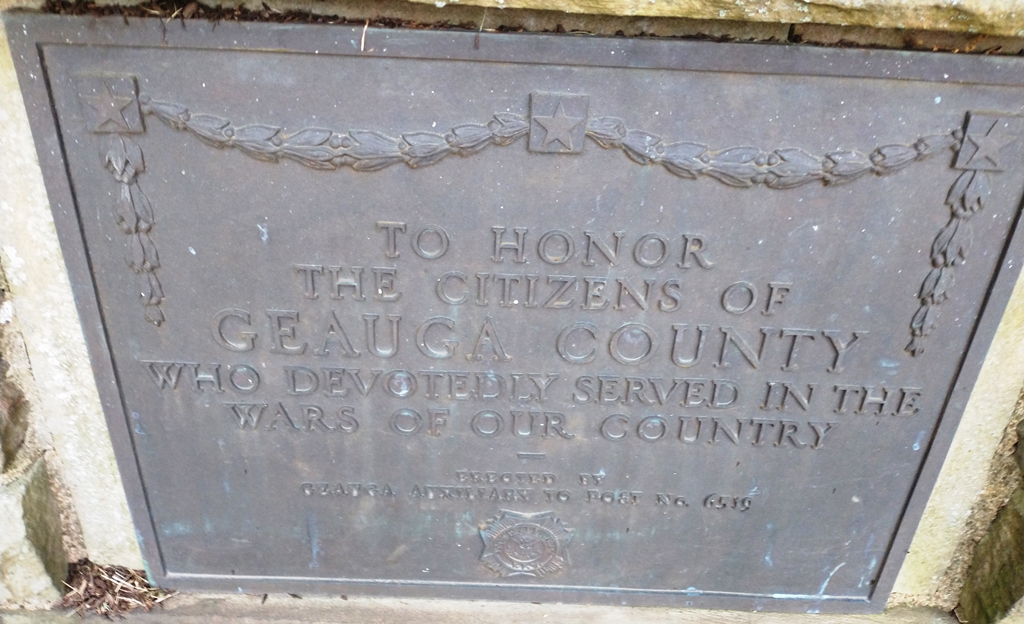 TO HONOR
THE CITIZENS OF
GEAUGA COUNTY
WHO DEVOTEDLY SERVED IN THE
WARS OF OUR COUNTRY
—
ERECTED BY
GEAUGA AUXILIARY TO POST NO. 6519